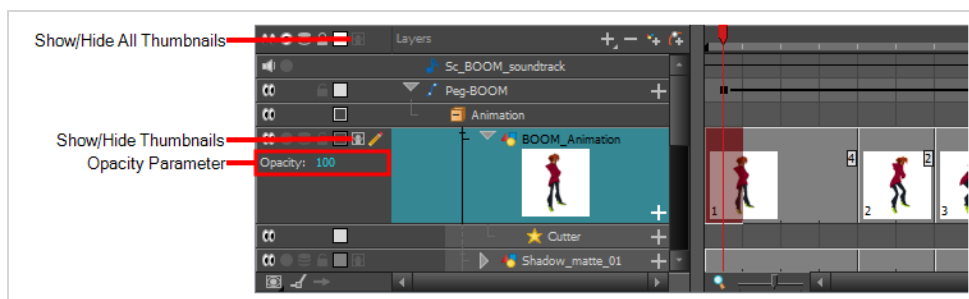 Show/Hide All Thumbnails
Layers
Sc_BOOM_soundtrack
Peg-BOOM
Animation
Show/Hide Thumbnails
BOOM_Animation
Opacity Parameter
Opacity: 100
4
2
1
2
3
Cutter
Shadow_matte_01